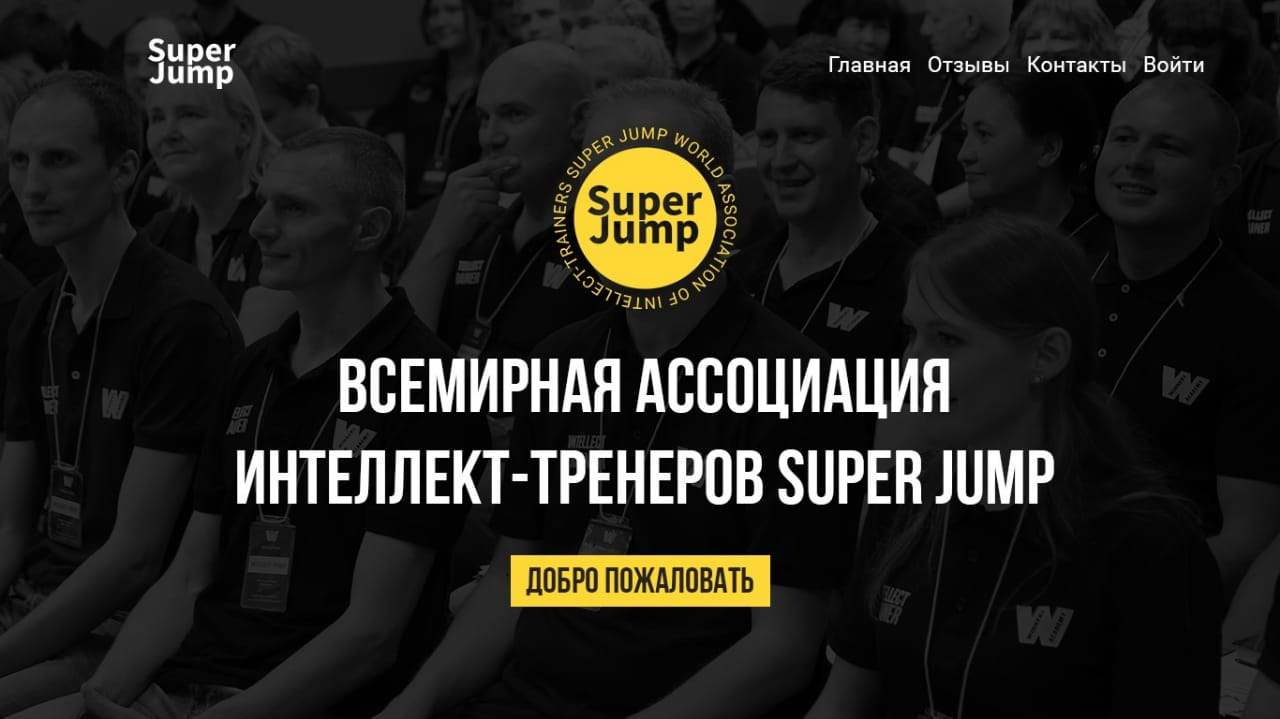 Super
Jump
Главная Отзывы Контакты Войти
SUPER JUMP WORLD ASSOCIATION OF INTELLECT-TRAINERS
Super
Jump
ВСЕМИРНАЯ АССОЦИАЦИЯ
ИНТЕЛЛЕКТ-ТРЕНЕРОВ SUPER JUMP
ДОБРО ПОЖАЛОВАТЬ